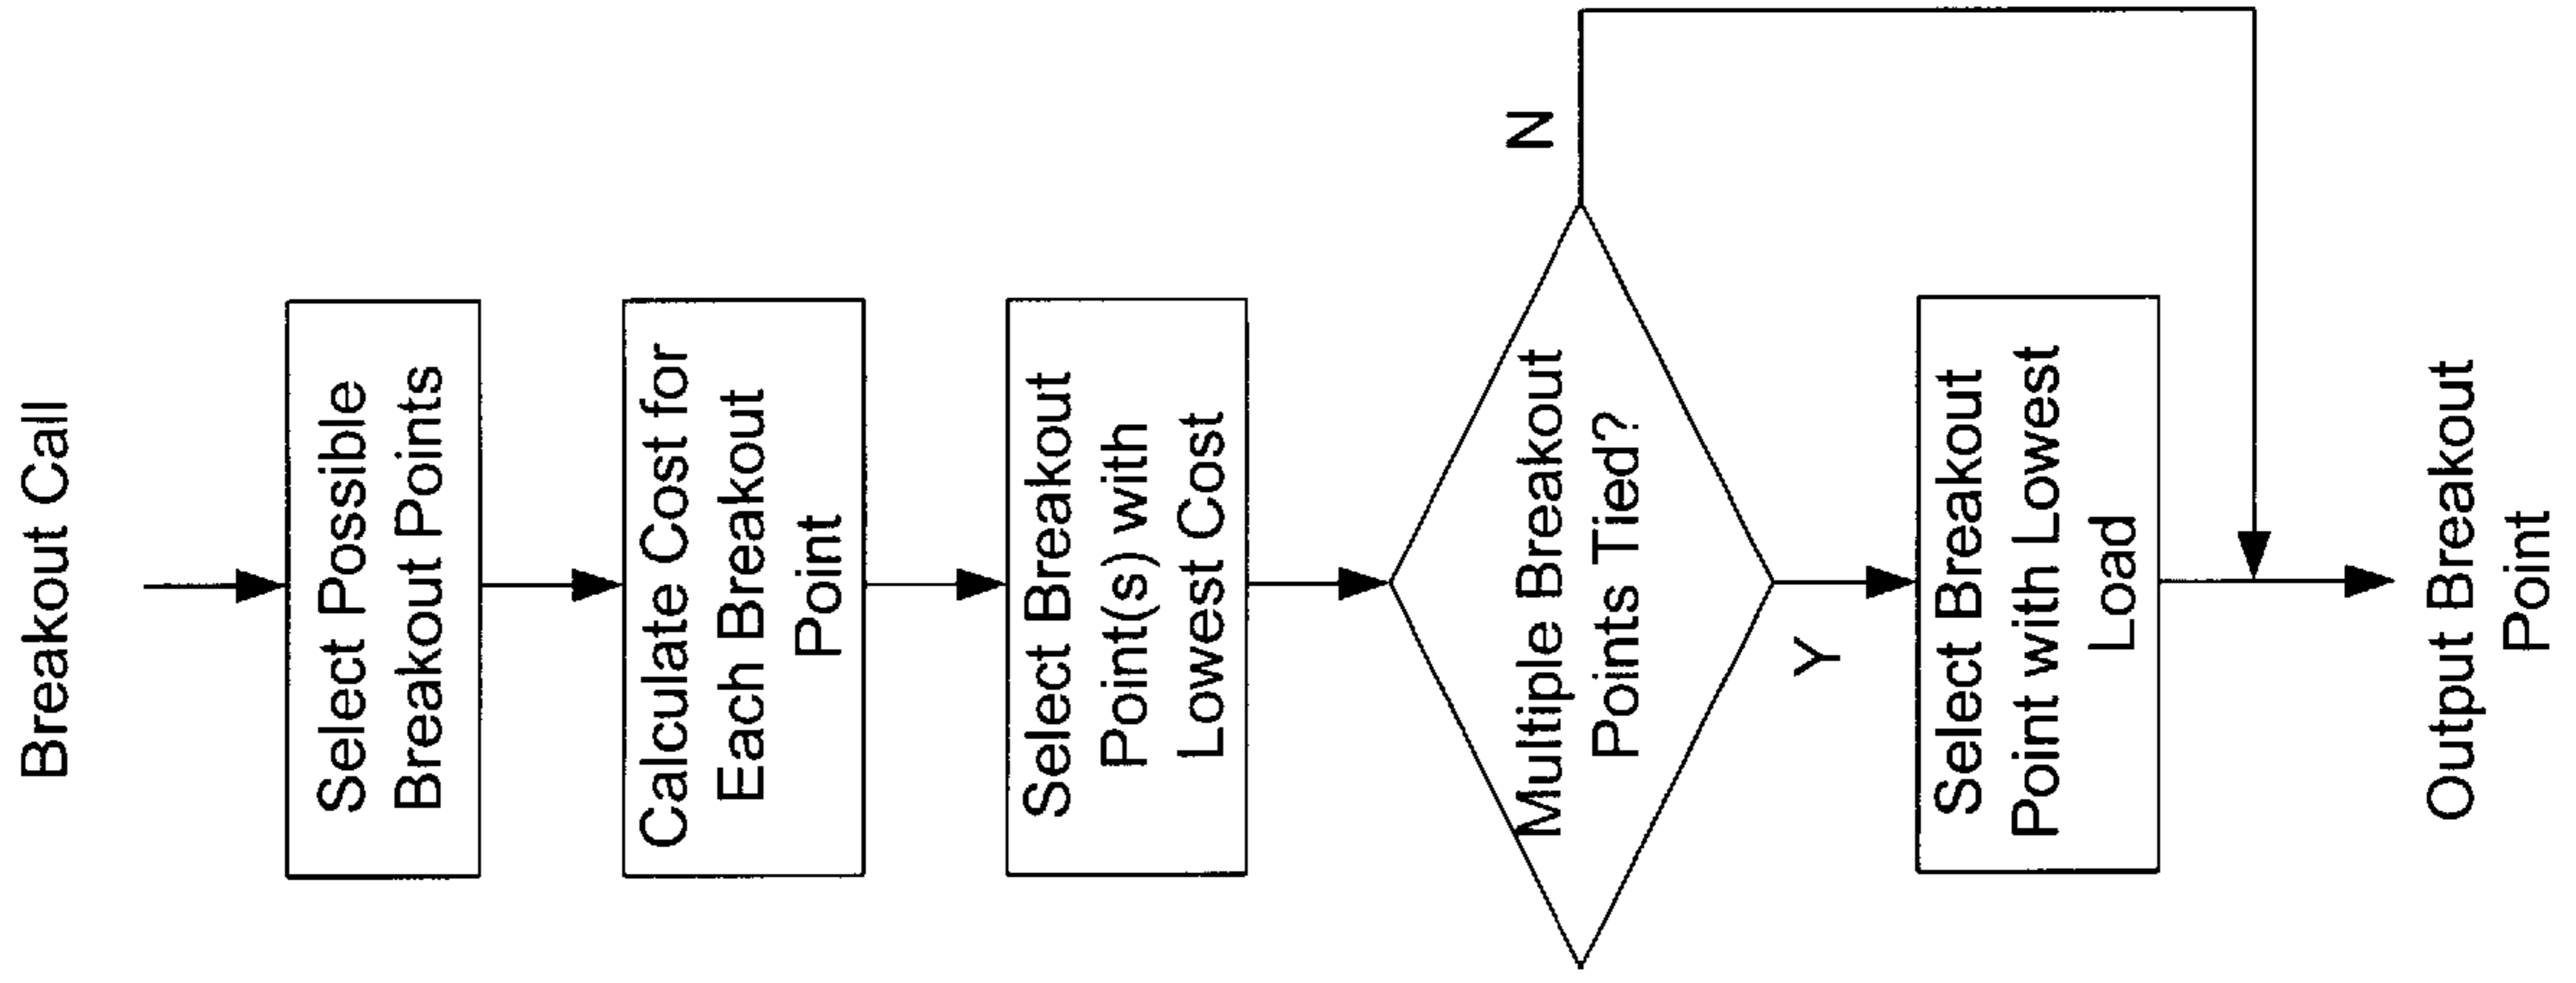 Breakout Call
Select Possible
Breakout Points
Calculate Cost for
Each Breakout
Point
Select Breakout
Point(s) with
Lowest Cost
Multiple Breakout
Points Tied?
N
Y
Select Breakout
Point with Lowest
Load
Output Breakout
Point